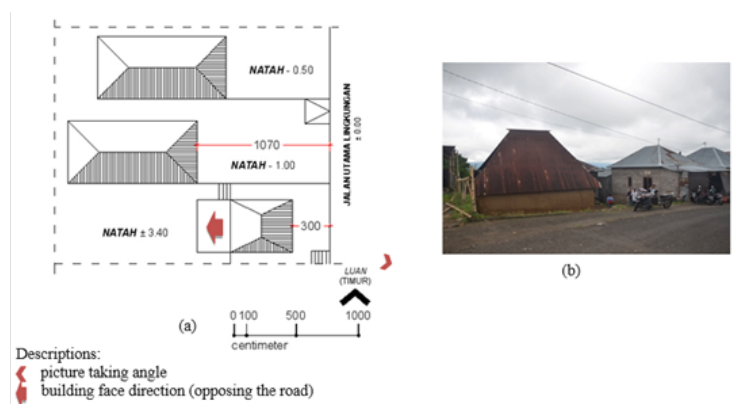 NATAH - 0.50
JALAN UTAMA LINGKUNGAN
± 0.00
1070
NATAH - 1.00
NATAH ± 3.40
300
LUAN
(TIMUR)
(a)
0 100 500 1000
centimeter
(b)
Descriptions:
picture taking angle
building face direction (opposing the road)